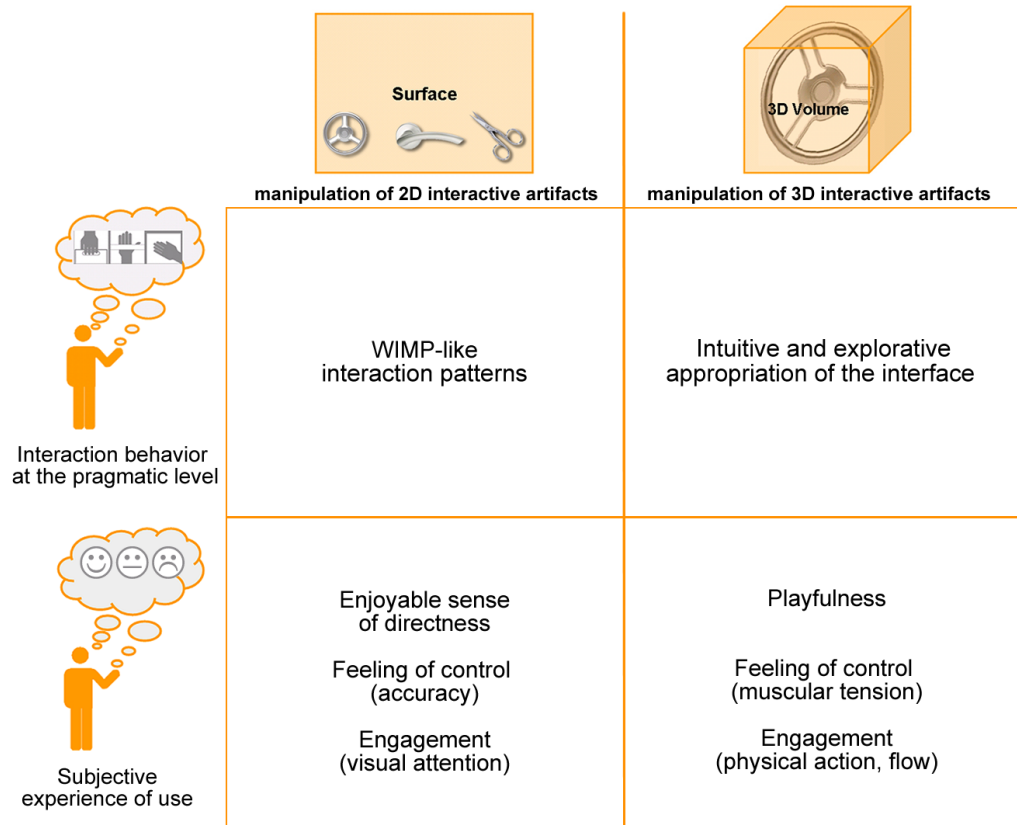 Surface
3D Volume
manipulation of 2D interactive artifacts
manipulation of 3D interactive artifacts
Interaction behavior
at the pragmatic level
WIMP-like
interaction patterns
Intuitive and explorative
appropriation of the interface
Subjective
experience of use
Enjoyable sense
of directness
Feeling of control
(accuracy)
Engagement
(visual attention)
Playfulness
Feeling of control
(muscular tension)
Engagement
(physical action, flow)